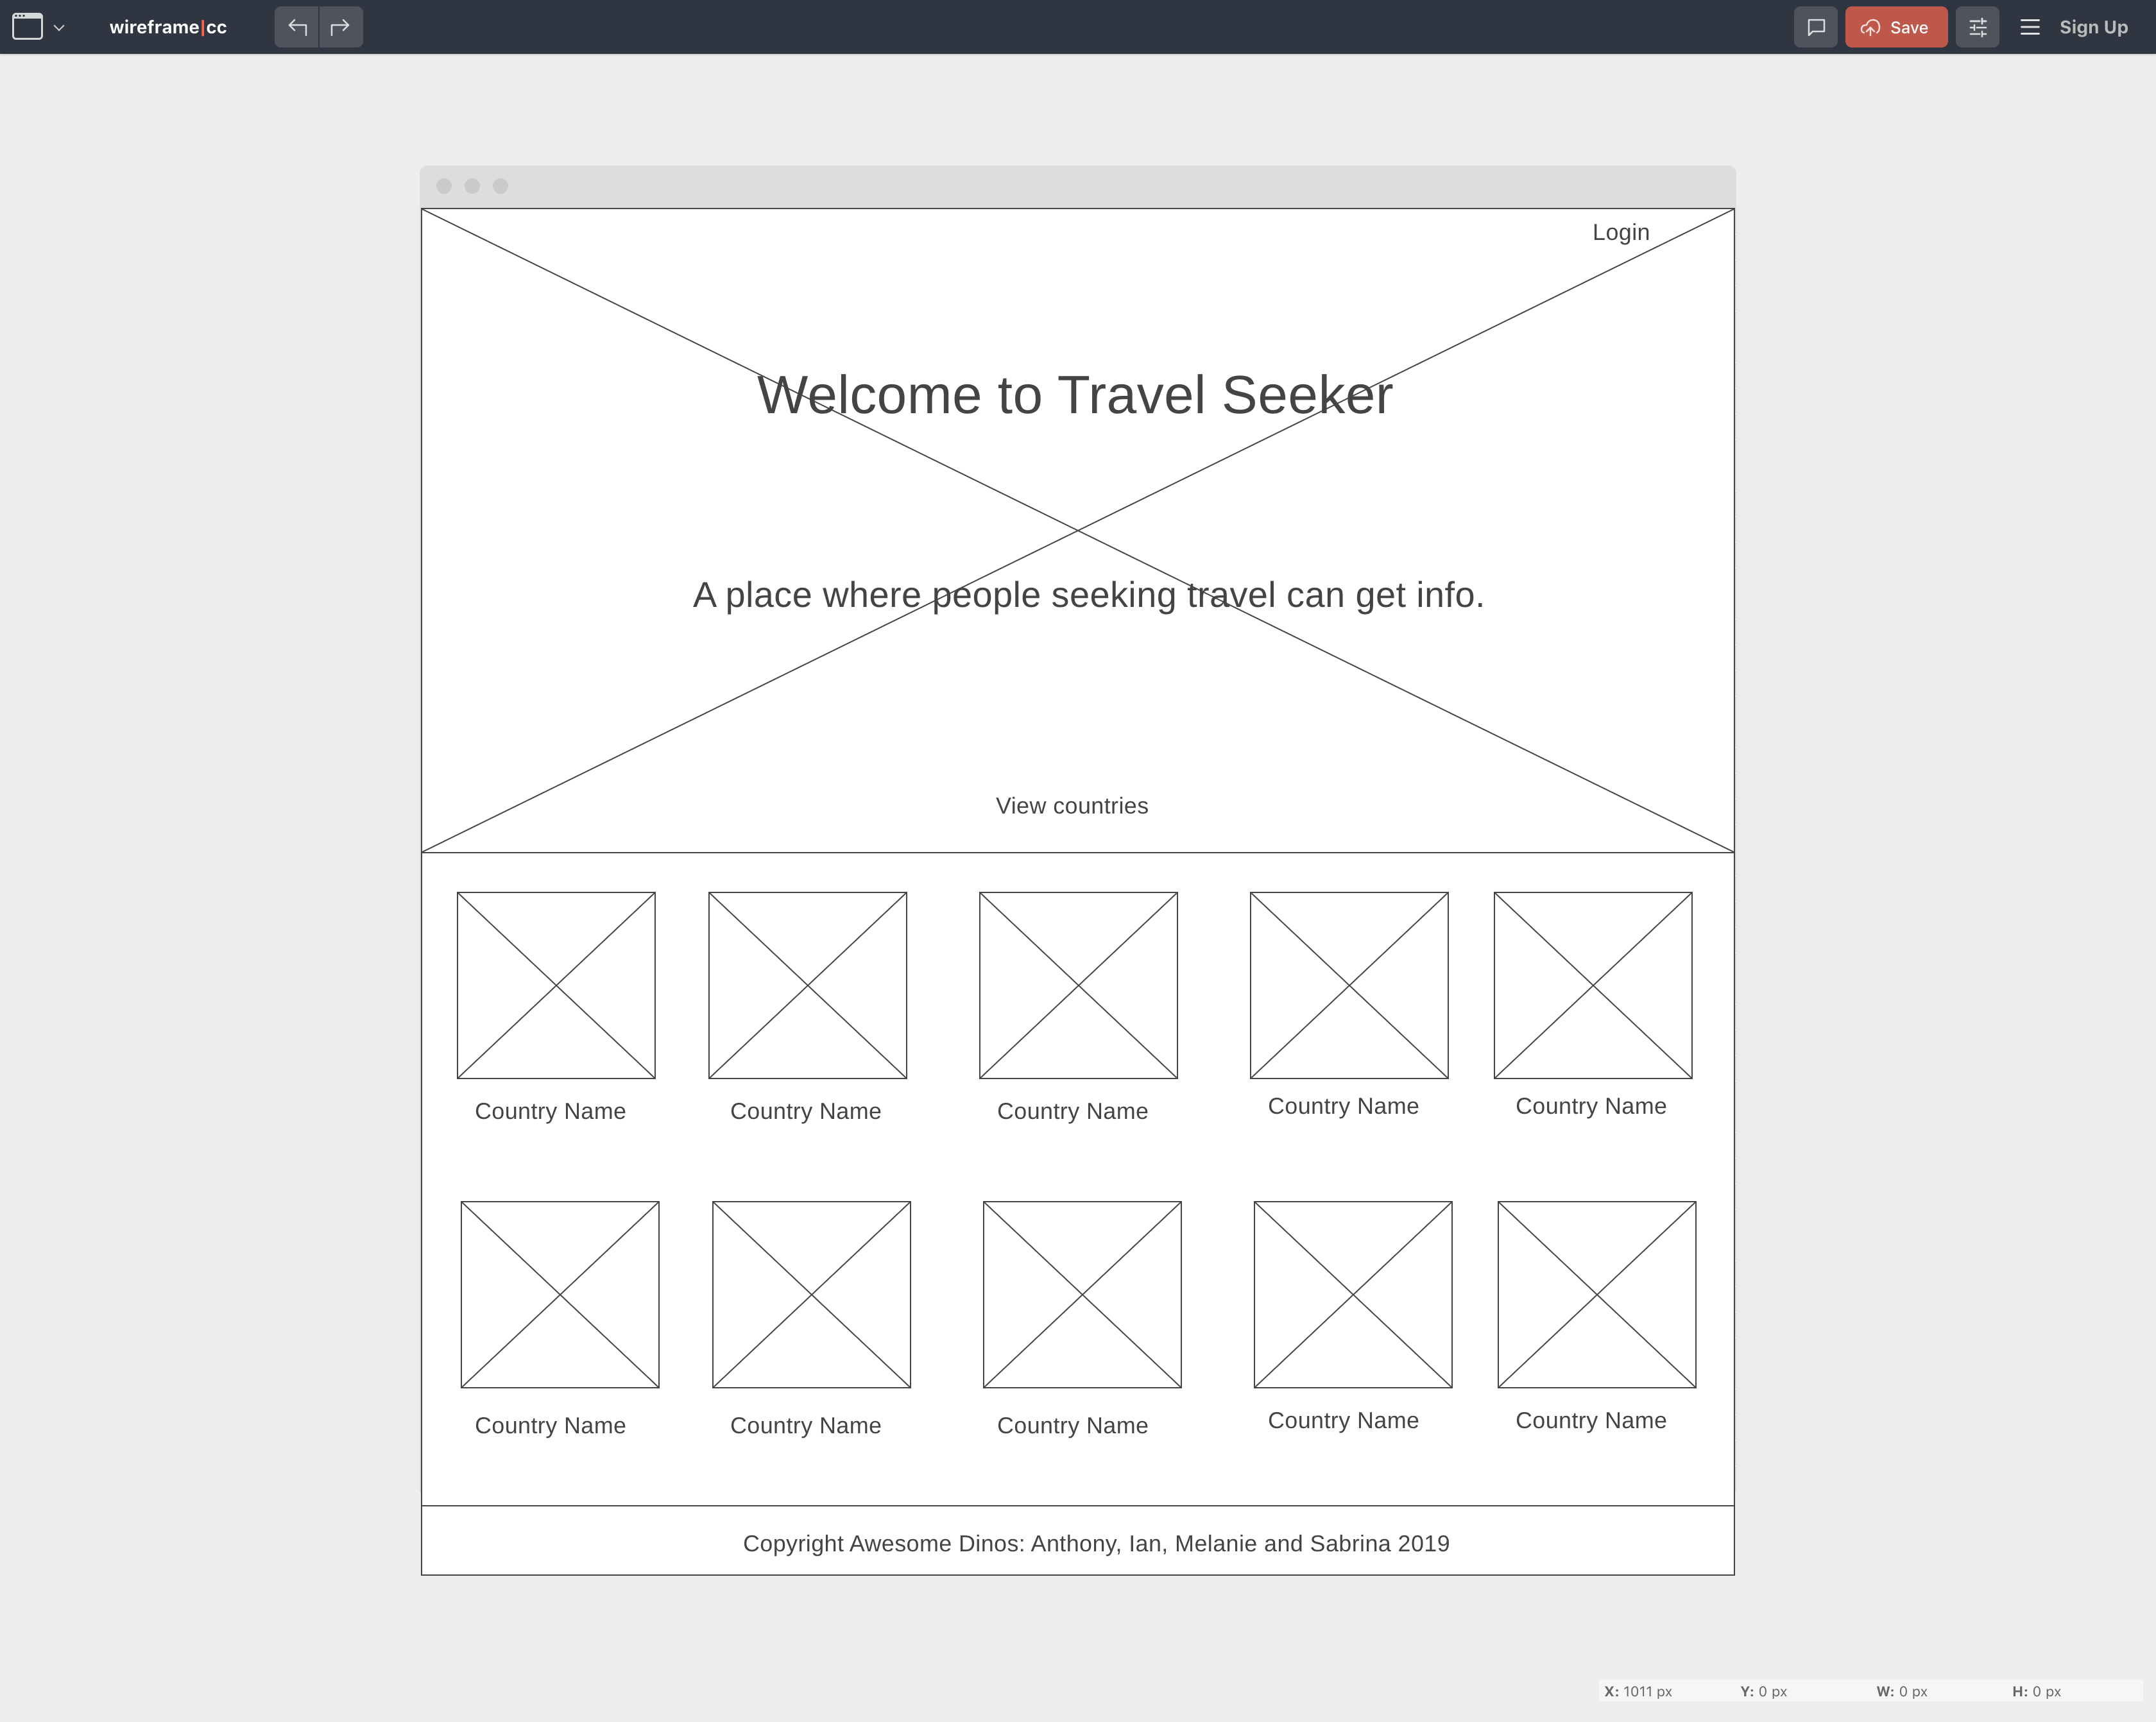 wireframe|cc
Save
Sign Up
Login
Welcome to Travel Seeker
A place where people seeking travel can get info.
View countries
Country Name Country Name Country Name Country Name Country Name
Country Name Country Name Country Name Country Name Country Name
Copyright Awesome Dinos: Anthony, Ian, Melanie and Sabrina 2019
X: 1011 px Y: 0 px W: 0 px H: 0 px